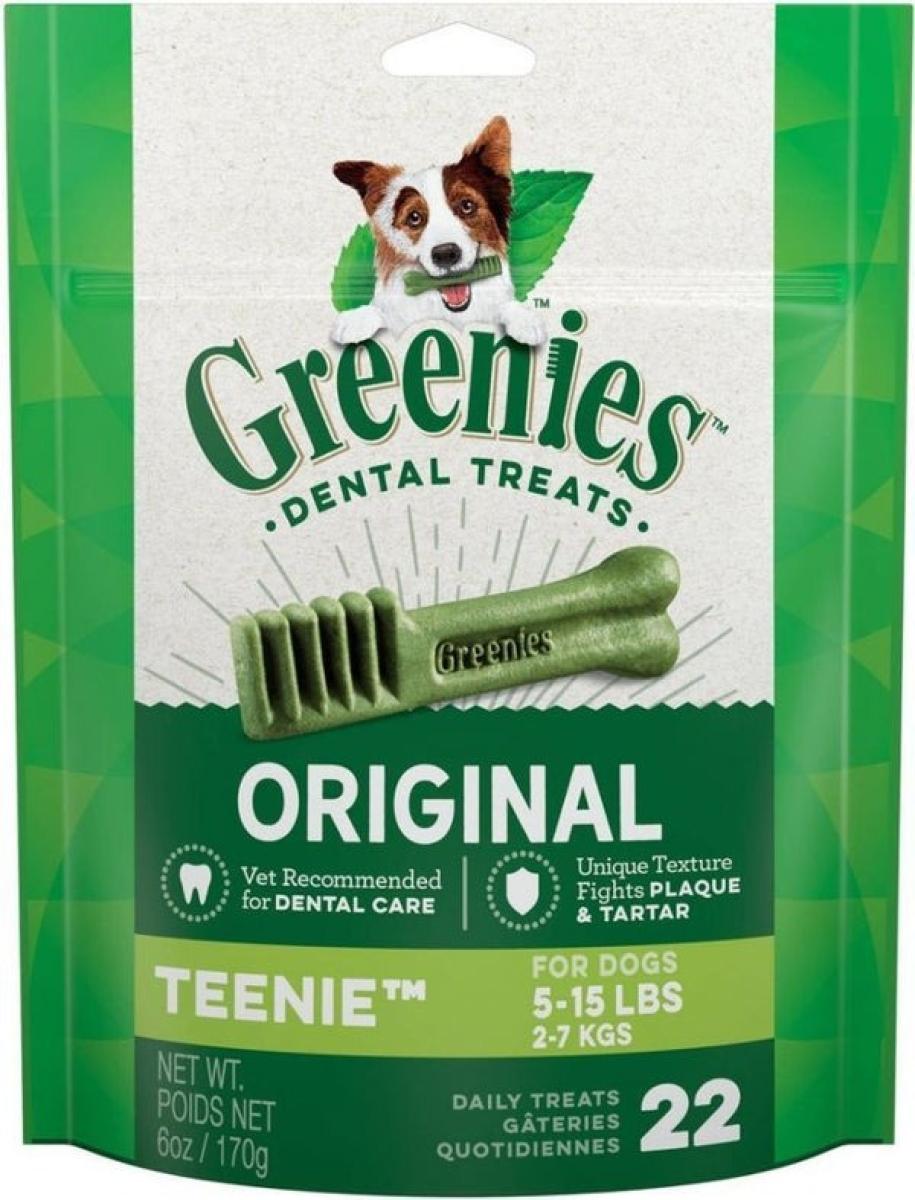 Greenies™
™
• DENTAL TREATS •
Greenies
ORIGINAL
Vet Recommended
for DENTAL CARE
Unique Texture
Fights PLAQUE
& TARTAR
TEENIE™
FOR DOGS
5-15 LBS
2-7 KGS
NET WT.
POIDS NET
6oz / 170g
DAILY TREATS
GÂTERIES
QUOTIDIENNES
22